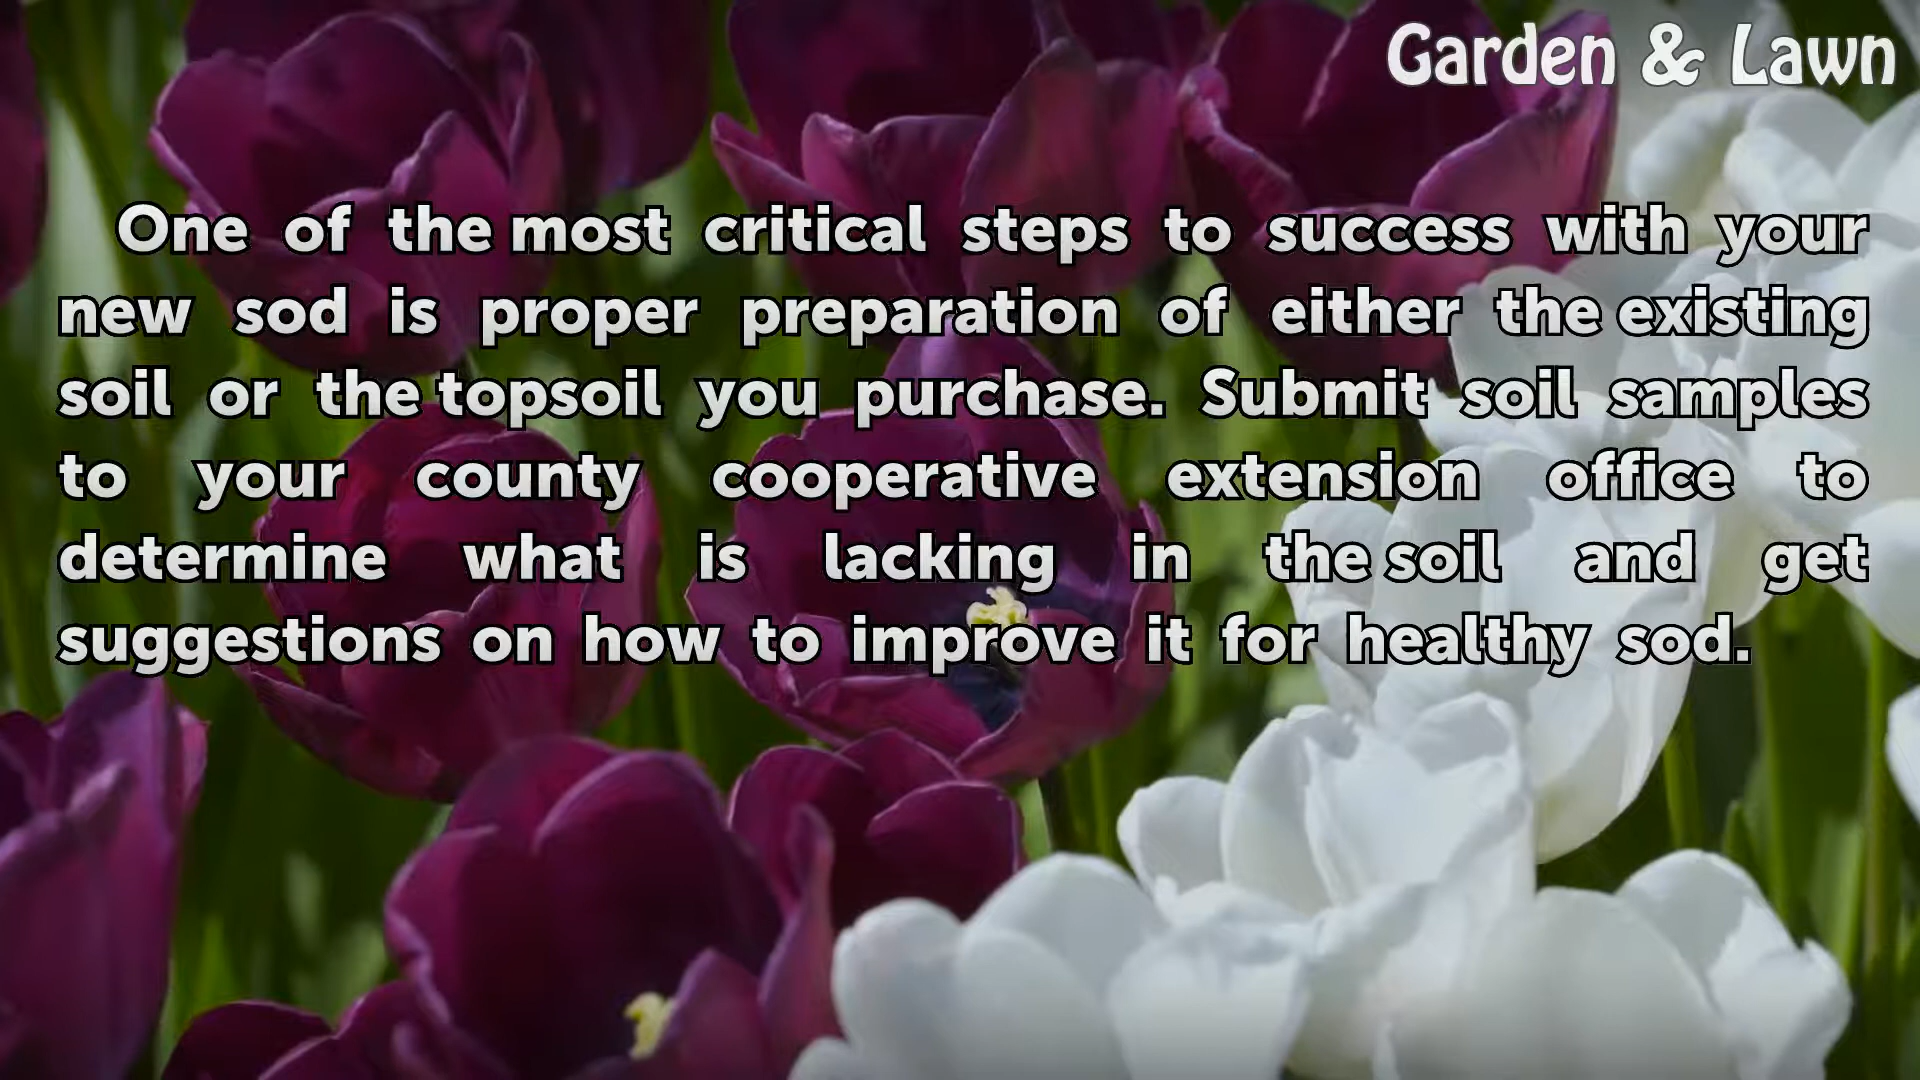 Garden & Lawn
One of the most critical steps to success with your
new sod is proper preparation of either the existing
soil or the topsoil you purchase. Submit soil samples
to your county cooperative extension office to
determine what is lacking in the soil and get
suggestions on how to improve it for healthy sod.